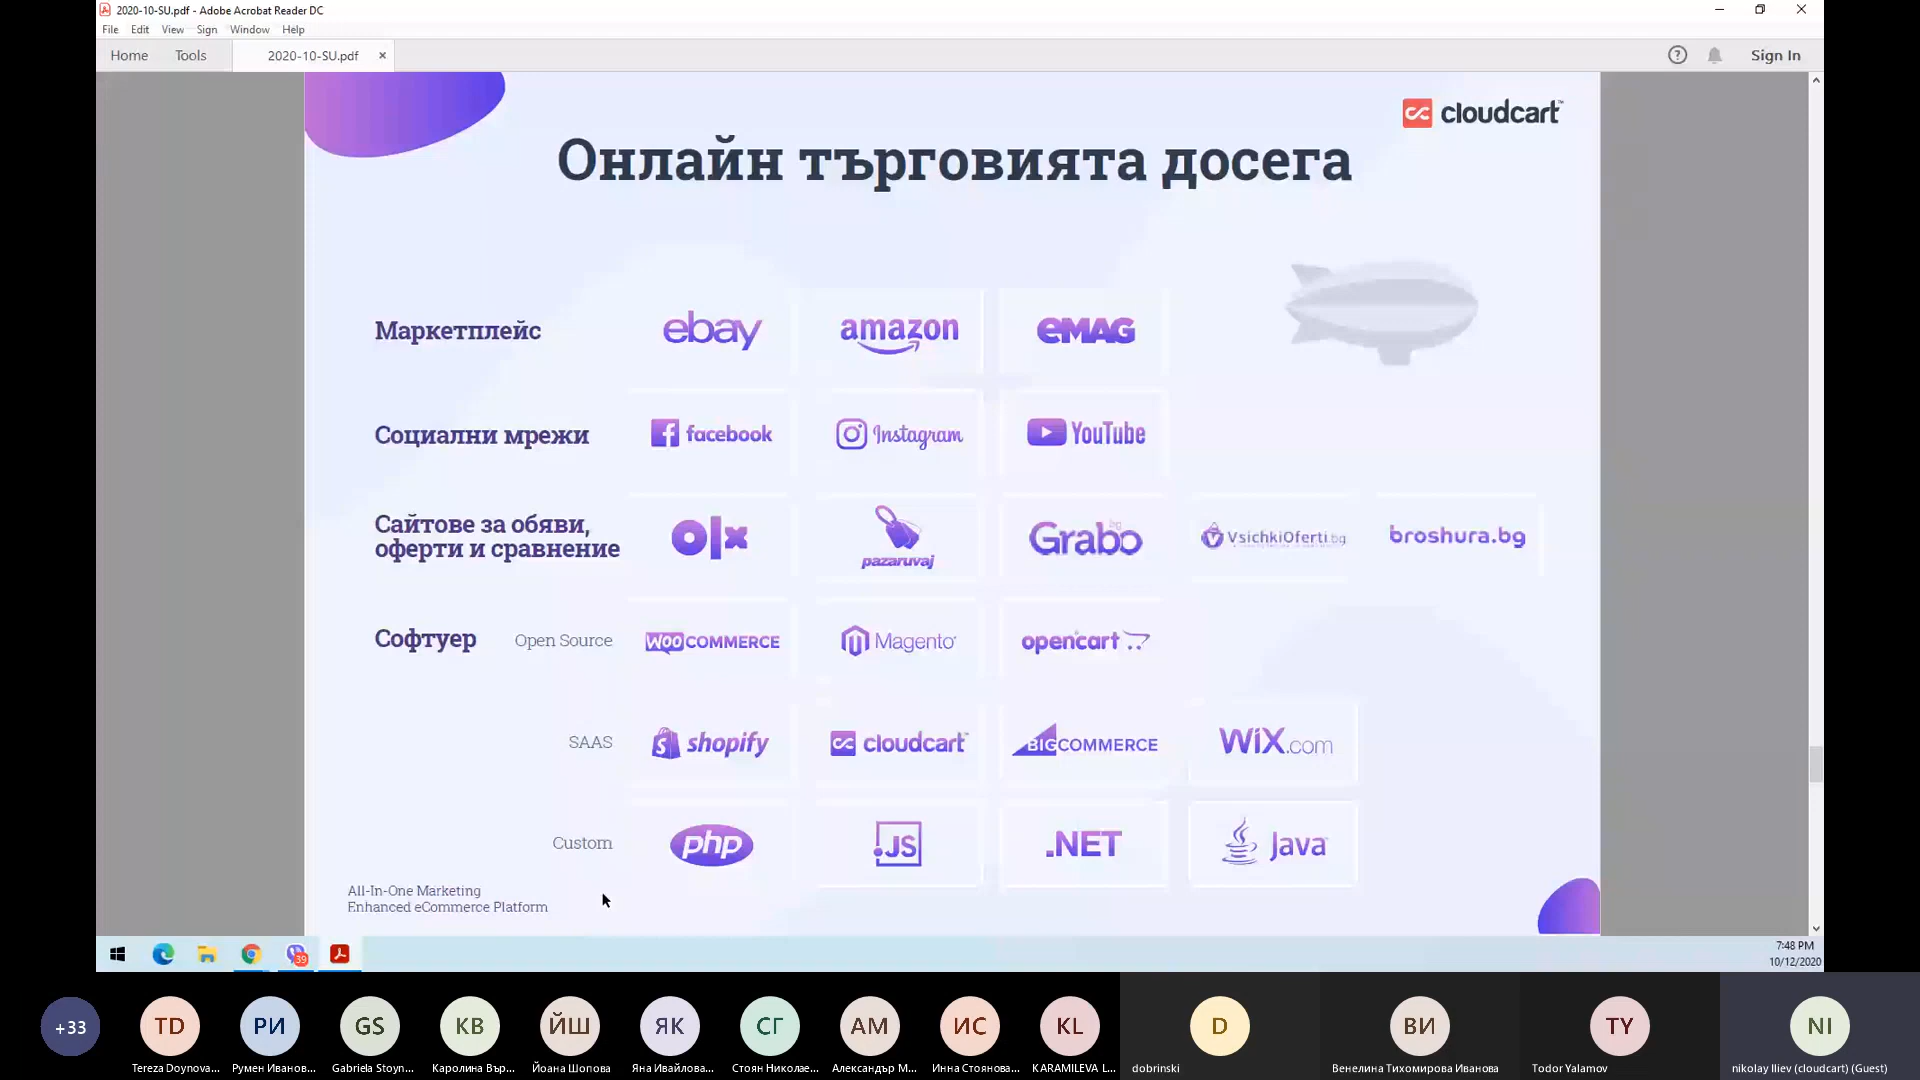 2020-10-SU.pdf - Adobe Acrobat Reader DC
File Edit View Sign Window Help
Home Tools 2020-10-SU.pdf × ? Sign In
cloudcart™
Онлайн търговията досега
Маркетплейс ebay amazon eMAG
Социални мрежи facebook Instagram YouTube
Сайтове за обяви,
оферти и сравнение olx pazaruvaj Grabo bg VsichkiOferti.bg broshura.bg
Софтуер Open Source WOOCOMMERCE Magento opencart
SAAS shopify cloudcart™ BIGCOMMERCE WiX.com
Custom php JS .NET Java
All-In-One Marketing
Enhanced eCommerce Platform
39
7:48 PM
10/12/2020
+33 TD РИ GS КВ ЙШ ЯК СГ АМ ИС KL D ВИ TY NI
Tereza Doynova... Румен Иванов... Gabriela Stoyn... Каролина Вър... Йоана Шопова Яна Ивайлова... Стоян Николае... Александър М... Инна Стоянова... KARAMILEVA L... dobrinski Венелина Тихомирова Иванова Todor Yalamov nikolay Iliev (cloudcart) (Guest)